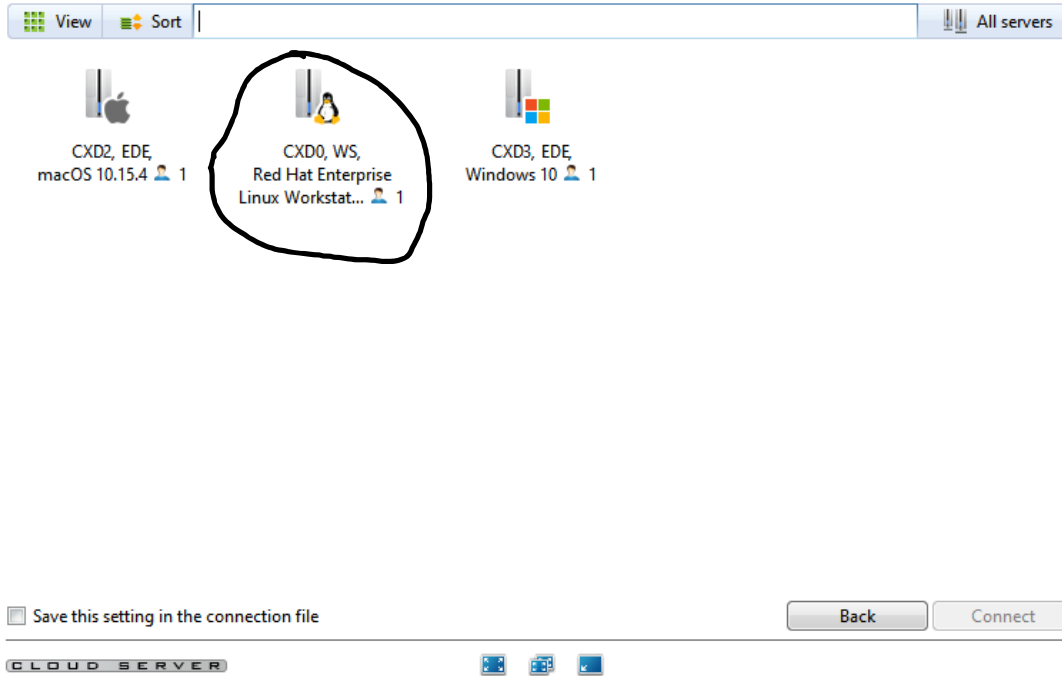 View Sort All servers
CXD2, EDE,
macOS 10.15.4 1
CXD0, WS,
Red Hat Enterprise
Linux Workstat... 1
CXD3, EDE,
Windows 10 1
Save this setting in the connection file
Back Connect
CLOUD SERVER